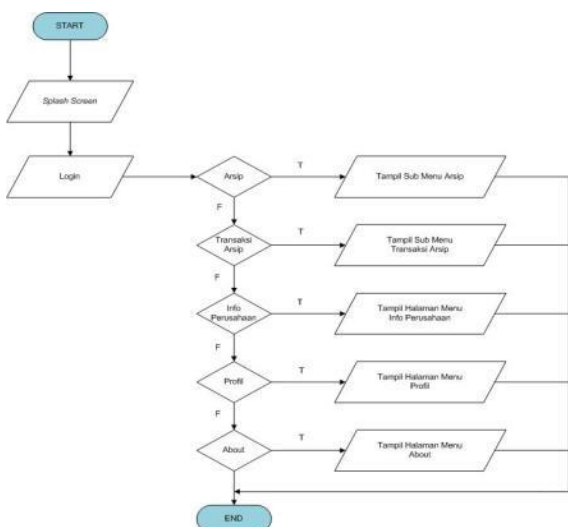 START
Splash Screen
Login
Arsip
T
Tampil Sub Menu Arsip
F
Transaksi
Arsip
T
Tampil Sub Menu
Transaksi Arsip
F
Info
Perusahaan
T
Tampil Halaman Menu
Info Perusahaan
F
Profil
T
Tampil Halaman Menu
Profil
F
About
T
Tampil Halaman Menu
About
END